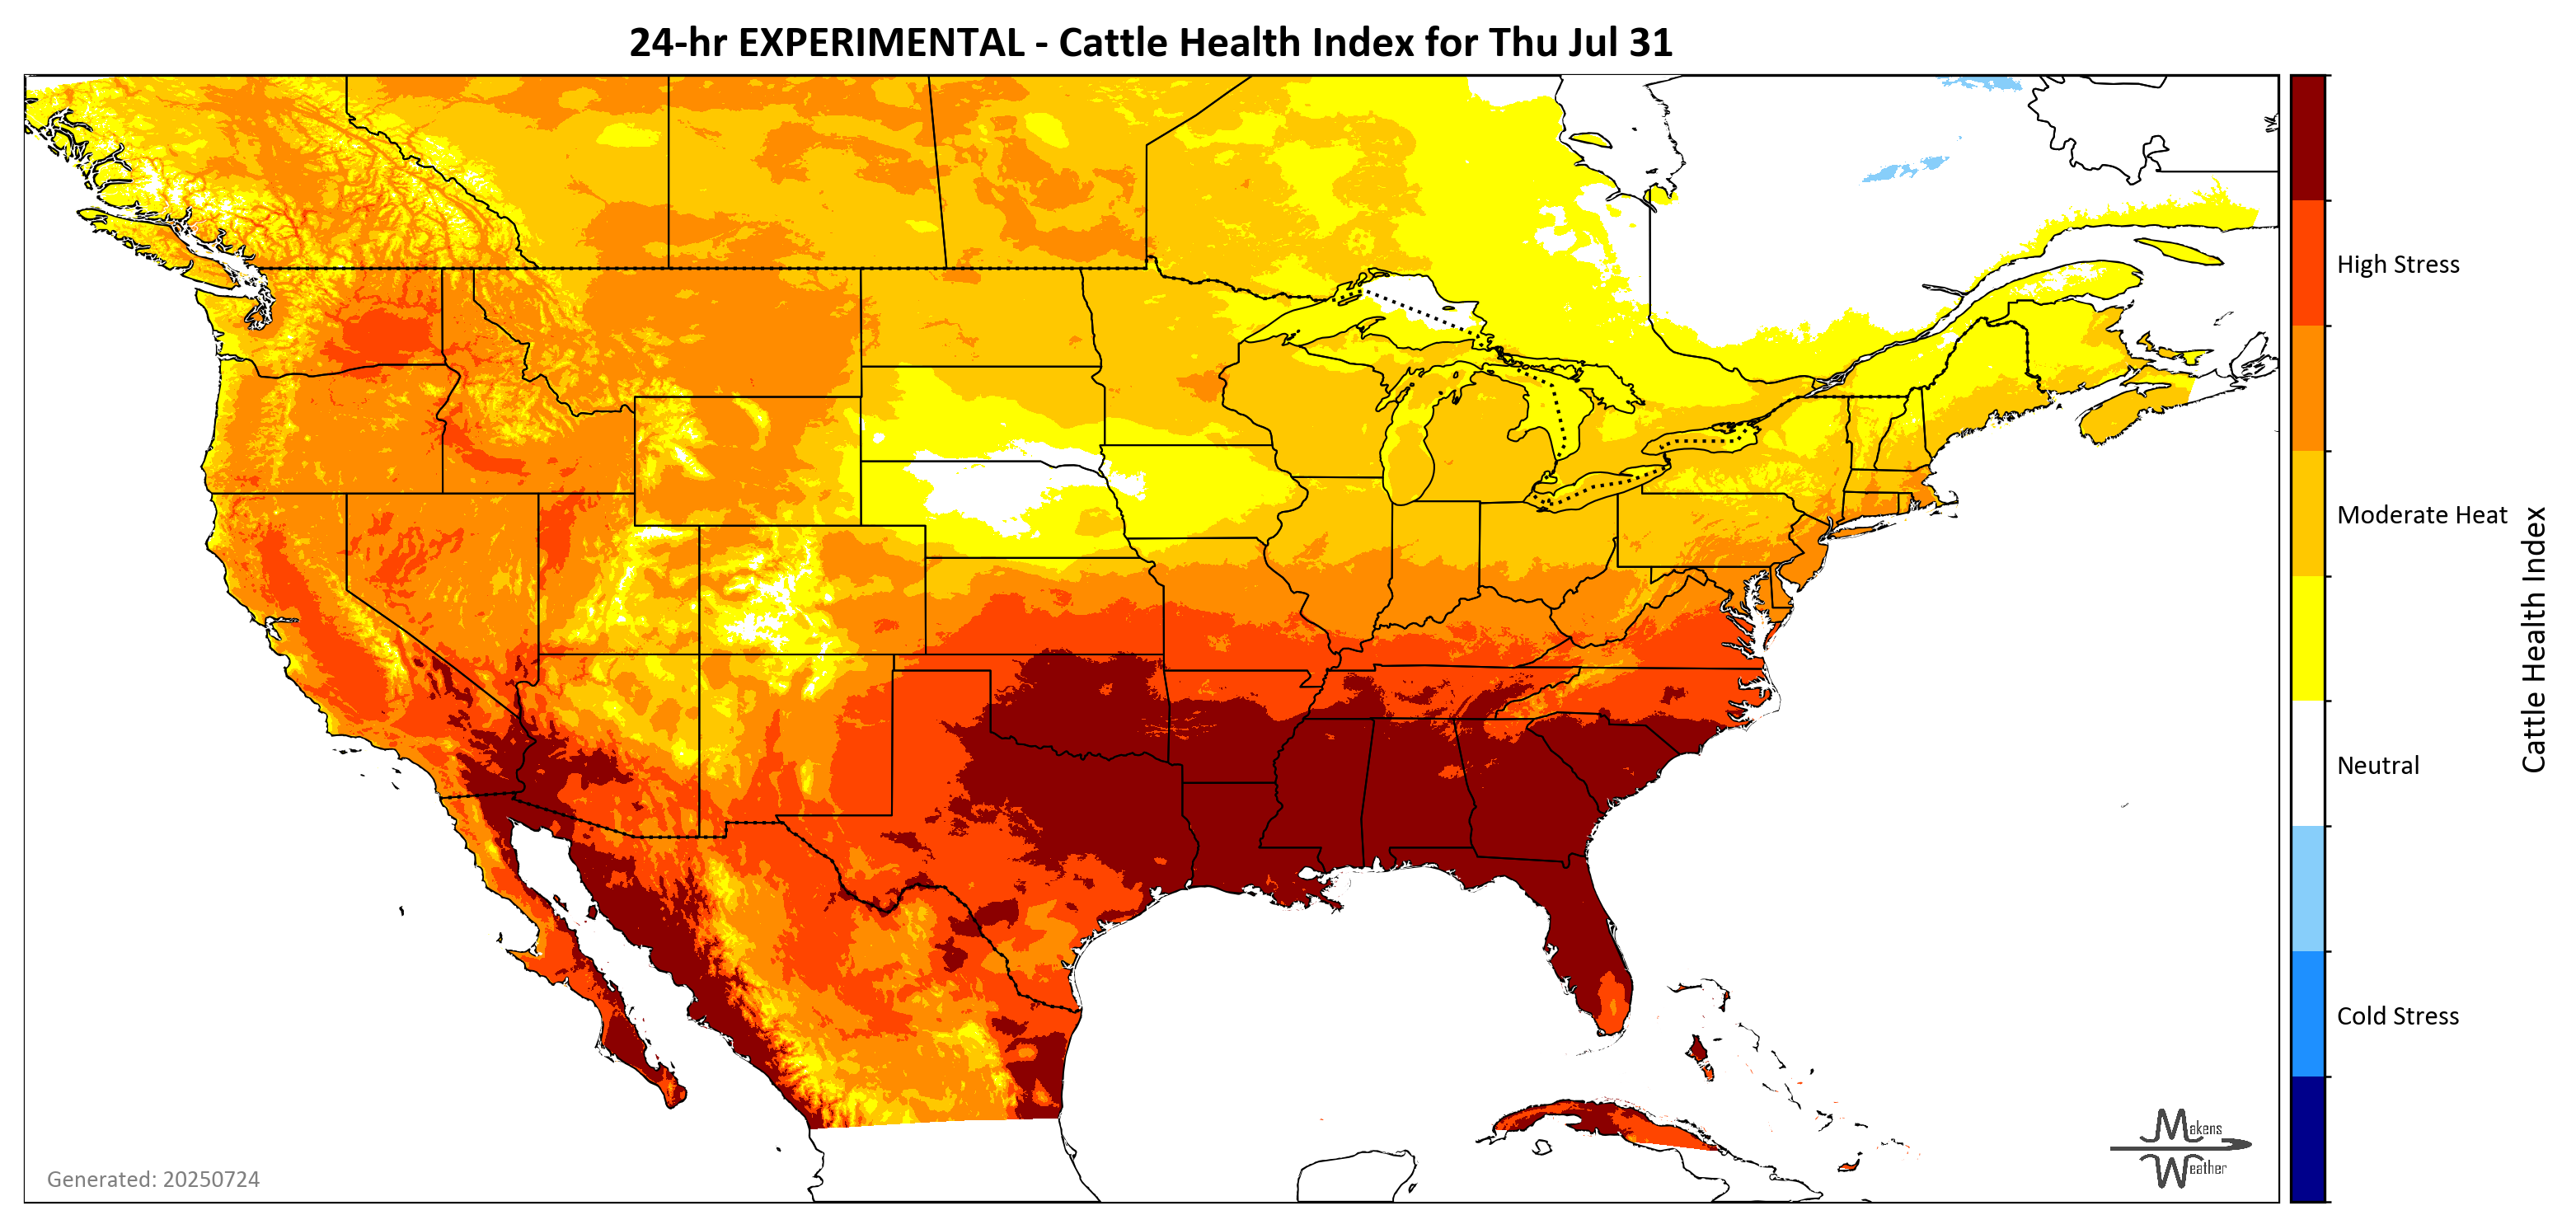 24-hr EXPERIMENTAL - Cattle Health Index for Thu Jul 31
High Stress
Moderate Heat
Neutral
Cold Stress
Cattle Health Index
Makens
Weather
Generated: 20250724